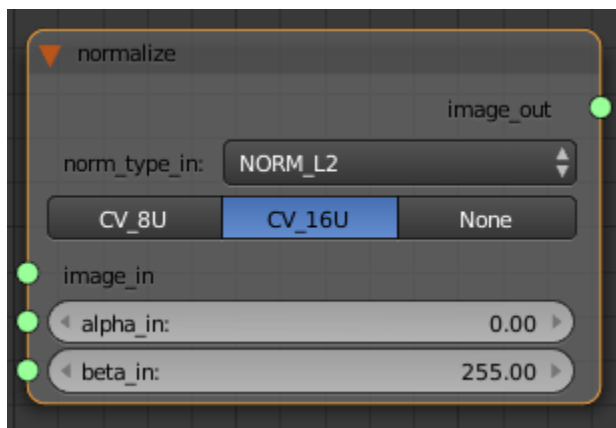 normalize
image_out
norm_type_in: NORM_L2
CV_8U CV_16U None
image_in
alpha_in: 0.00
beta_in: 255.00